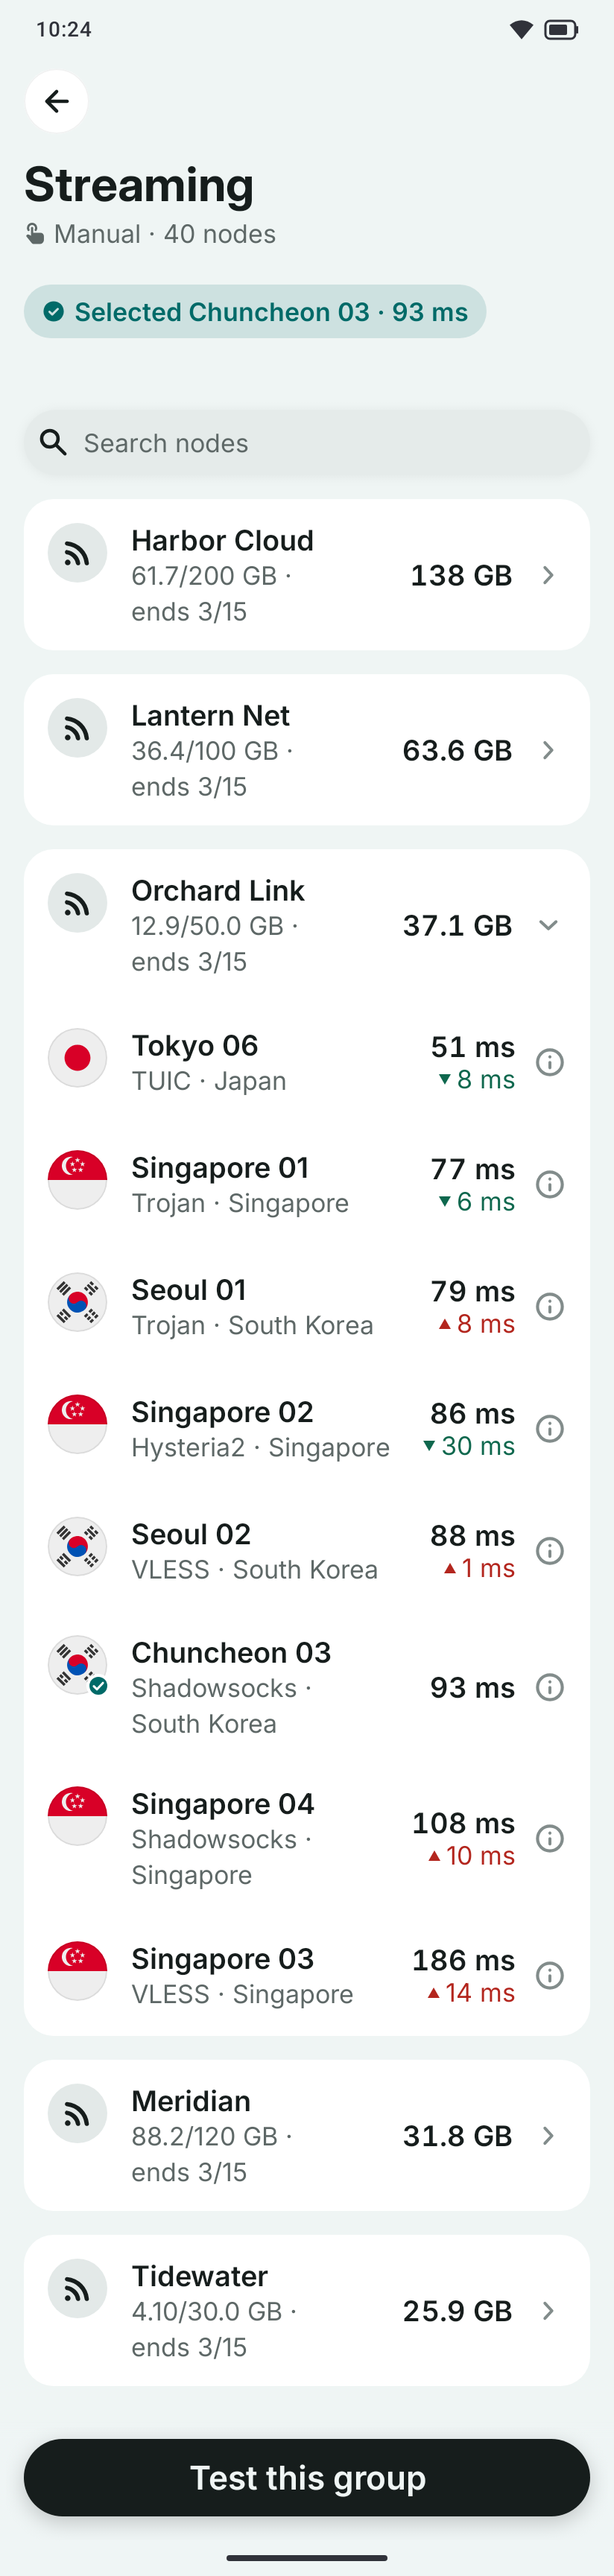 10:24
Streaming
Manual · 40 nodes
Selected Chuncheon 03 · 93 ms
Search nodes
Harbor Cloud
61.7/200 GB ·
ends 3/15
138 GB
Lantern Net
36.4/100 GB ·
ends 3/15
63.6 GB
Orchard Link
12.9/50.0 GB ·
ends 3/15
37.1 GB
Tokyo 06
TUIC · Japan
51 ms
▼ 8 ms
Singapore 01
Trojan · Singapore
77 ms
▼ 6 ms
Seoul 01
Trojan · South Korea
79 ms
▲ 8 ms
Singapore 02
Hysteria2 · Singapore
86 ms
▼ 30 ms
Seoul 02
VLESS · South Korea
88 ms
▲ 1 ms
Chuncheon 03
Shadowsocks ·
South Korea
93 ms
Singapore 04
Shadowsocks ·
Singapore
108 ms
▲ 10 ms
Singapore 03
VLESS · Singapore
186 ms
▲ 14 ms
Meridian
88.2/120 GB ·
ends 3/15
31.8 GB
Tidewater
4.10/30.0 GB ·
ends 3/15
25.9 GB
Test this group